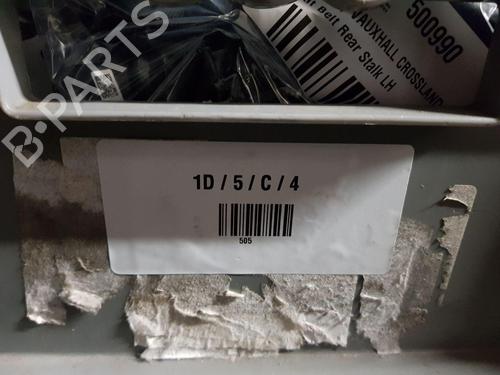 500990
VAUXHALL CROSSLAND
Belt Rear Stalk LH
B-PARTS
1D / 5 / C / 4
505